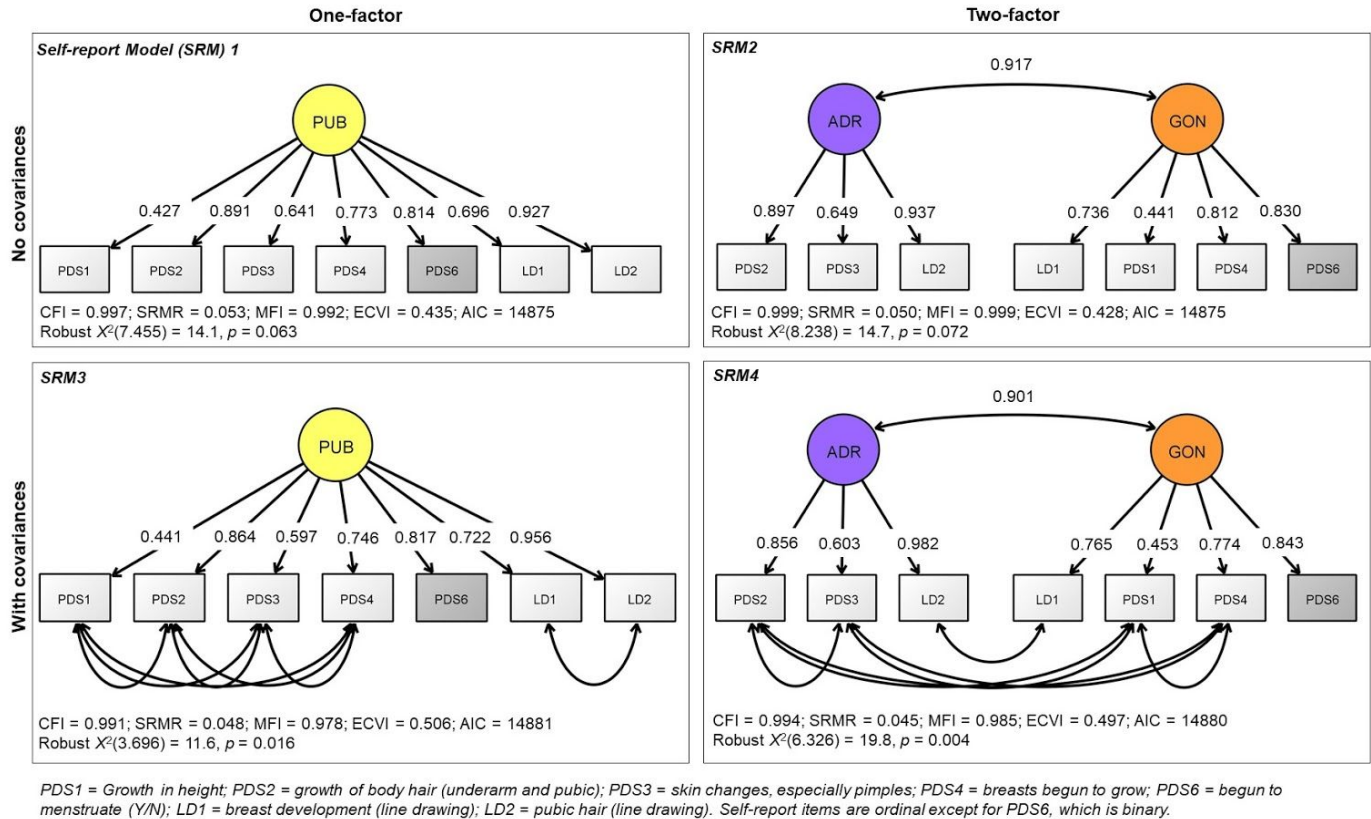 One-factor
Two-factor
No covariances
Self-report Model (SRM) 1
PUB
0.427 0.891 0.641 0.773 0.814 0.696 0.927
PDS1 PDS2 PDS3 PDS4 PDS6 LD1 LD2
CFI = 0.997; SRMR = 0.053; MFI = 0.992; ECVI = 0.435; AIC = 14875
Robust X²(7.455) = 14.1, p = 0.063
SRM2
0.917
ADR GON
0.897 0.649 0.937 0.736 0.441 0.812 0.830
PDS2 PDS3 LD2 LD1 PDS1 PDS4 PDS6
CFI = 0.999; SRMR = 0.050; MFI = 0.999; ECVI = 0.428; AIC = 14875
Robust X²(8.238) = 14.7, p = 0.072
With covariances
SRM3
PUB
0.441 0.864 0.597 0.746 0.817 0.722 0.956
PDS1 PDS2 PDS3 PDS4 PDS6 LD1 LD2
CFI = 0.991; SRMR = 0.048; MFI = 0.978; ECVI = 0.506; AIC = 14881
Robust X²(3.696) = 11.6, p = 0.016
SRM4
0.901
ADR GON
0.856 0.603 0.982 0.765 0.453 0.774 0.843
PDS2 PDS3 LD2 LD1 PDS1 PDS4 PDS6
CFI = 0.994; SRMR = 0.045; MFI = 0.985; ECVI = 0.497; AIC = 14880
Robust X²(6.326) = 19.8, p = 0.004
PDS1 = Growth in height; PDS2 = growth of body hair (underarm and pubic); PDS3 = skin changes, especially pimples; PDS4 = breasts begun to grow; PDS6 = begun to
menstruate (Y/N); LD1 = breast development (line drawing); LD2 = pubic hair (line drawing). Self-report items are ordinal except for PDS6, which is binary.